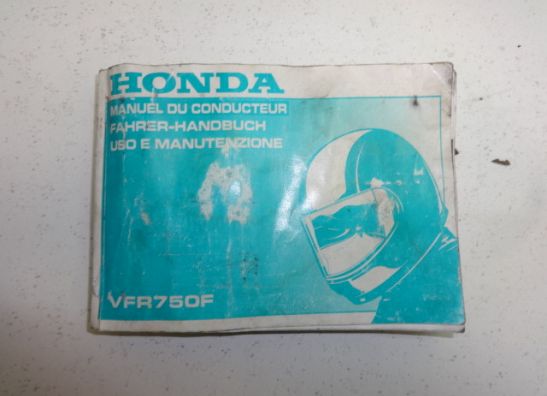 HONDA
MANUEL DU CONDUCTEUR
FAHRER-HANDBUCH
USO E MANUTENZIONE
VFR750F